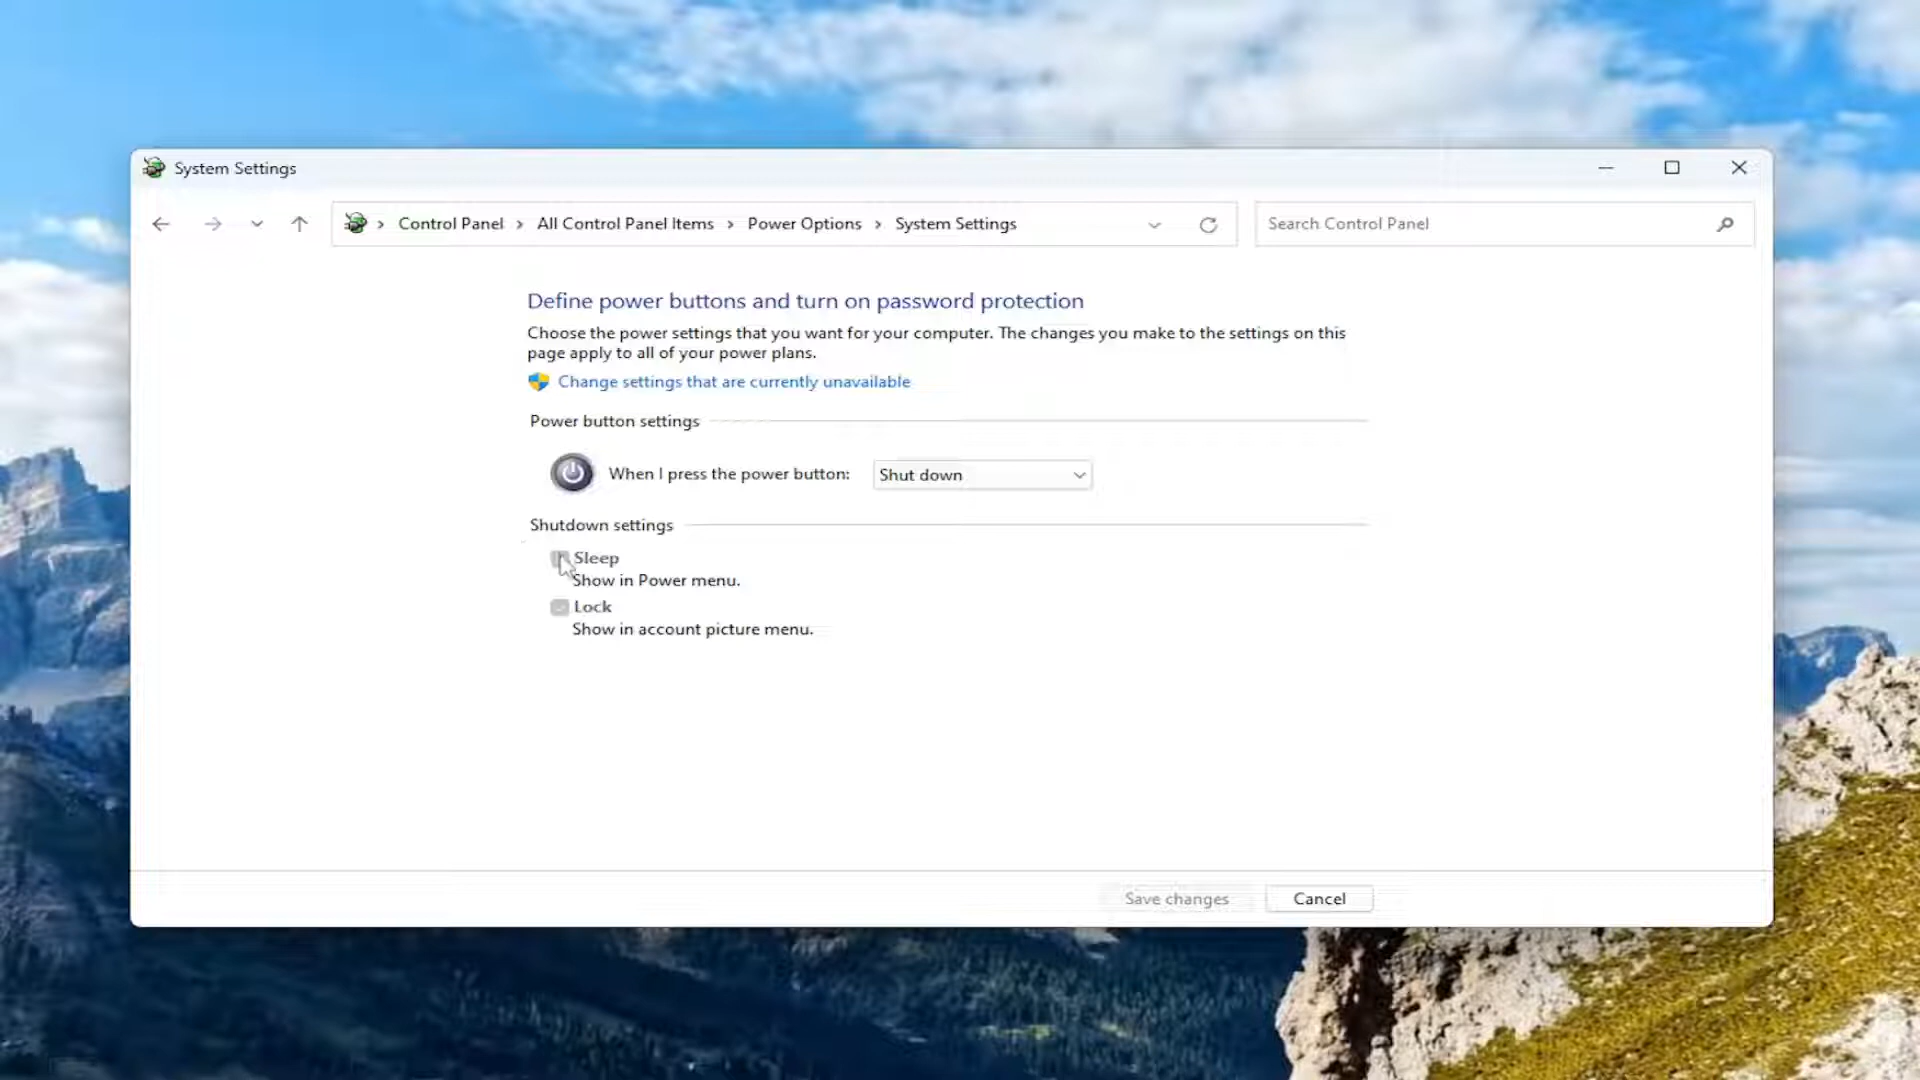 System Settings
Control Panel > All Control Panel Items > Power Options > System Settings
Search Control Panel
Define power buttons and turn on password protection
Choose the power settings that you want for your computer. The changes you make to the settings on this
page apply to all of your power plans.
Change settings that are currently unavailable
Power button settings
When I press the power button: Shut down
Shutdown settings
Sleep
Show in Power menu.
Lock
Show in account picture menu.
Save changes Cancel